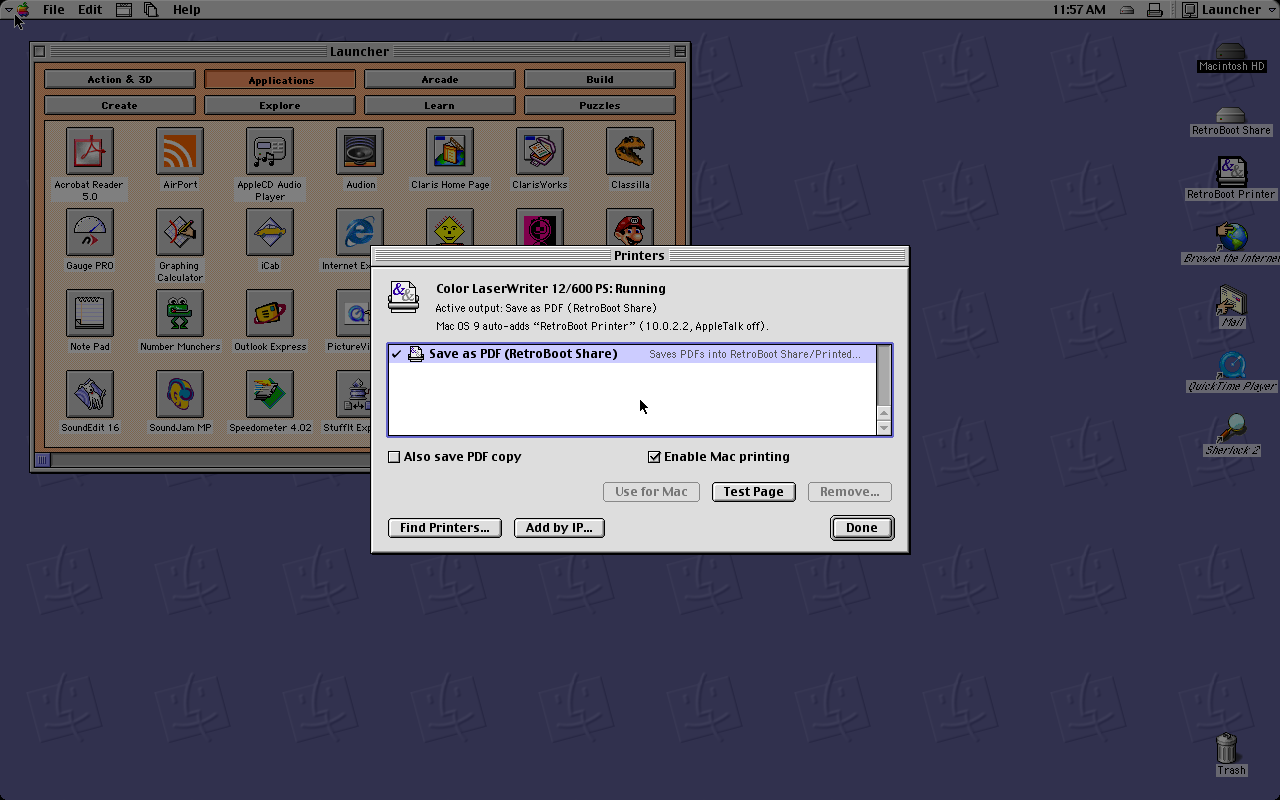 File Edit Help 11:57 AM Launcher
Launcher
Action & 3D Applications Arcade Build
Create Explore Learn Puzzles
Acrobat Reader 5.0 AirPort AppleCD Audio Player Audion Claris Home Page ClarisWorks Classilla
Gauge PRO Graphing Calculator iCab Internet Ex
Note Pad Number Munchers Outlook Express PictureVi
SoundEdit 16 SoundJam MP Speedometer 4.02 StuffIt Exp
Macintosh HD
RetroBoot Share
RetroBoot Printer
Browse the Internet
Mail
QuickTime Player
Sherlock 2
Trash
Printers
Color LaserWriter 12/600 PS: Running
Active output: Save as PDF (RetroBoot Share)
Mac OS 9 auto-adds “RetroBoot Printer” (10.0.2.2, AppleTalk off).
✓ Save as PDF (RetroBoot Share) Saves PDFs into RetroBoot Share/Printed...
Also save PDF copy Enable Mac printing
Use for Mac Test Page Remove...
Find Printers... Add by IP... Done